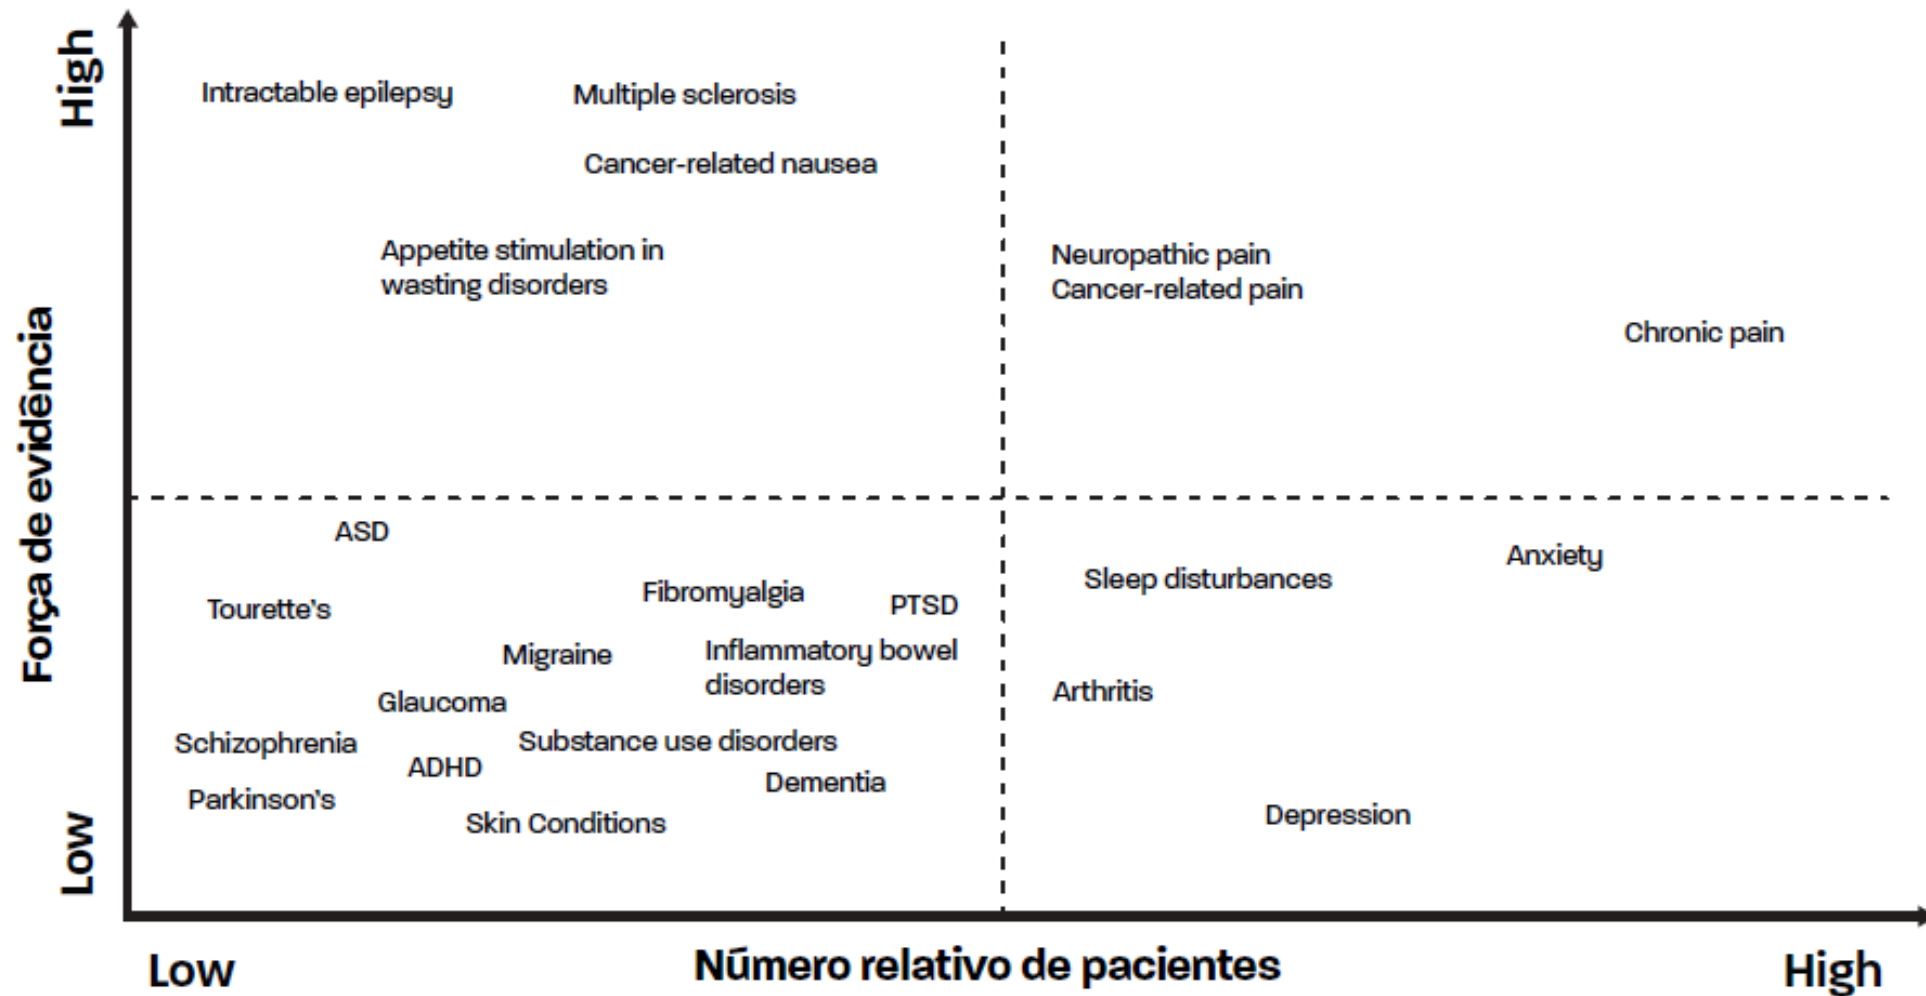 High
Intractable epilepsy
Multiple sclerosis
Cancer-related nausea
Appetite stimulation in
wasting disorders
Neuropathic pain
Cancer-related pain
Chronic pain
Força de evidência
ASD
Anxiety
Sleep disturbances
Fibromyalgia
PTSD
Tourette's
Migraine
Inflammatory bowel
disorders
Arthritis
Glaucoma
Schizophrenia
Substance use disorders
ADHD
Dementia
Parkinson's
Skin Conditions
Depression
Low
Low
Número relativo de pacientes
High